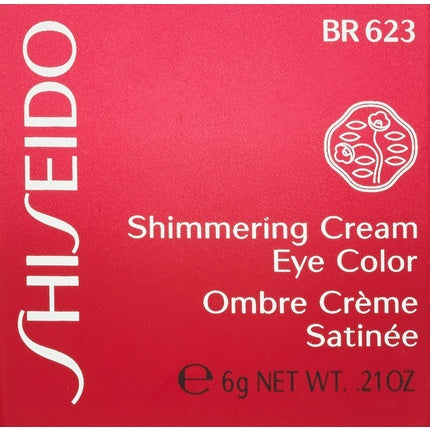 SHISEIDO
BR 623
Shimmering Cream
Eye Color
Ombre Crème
Satinée
℮ 6g NET WT. .21OZ